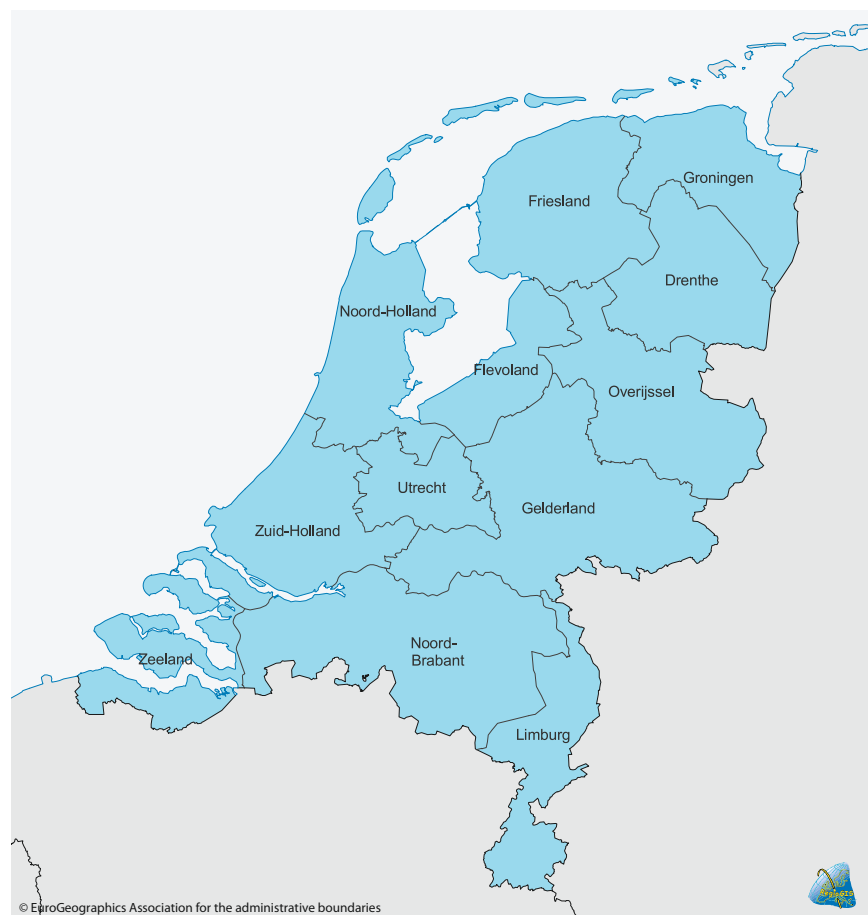 Groningen
Friesland
Drenthe
Noord-Holland
Flevoland
Overijssel
Utrecht
Gelderland
Zuid-Holland
Noord-
Brabant
Zeeland
Limburg
© EuroGeographics Association for the administrative boundaries